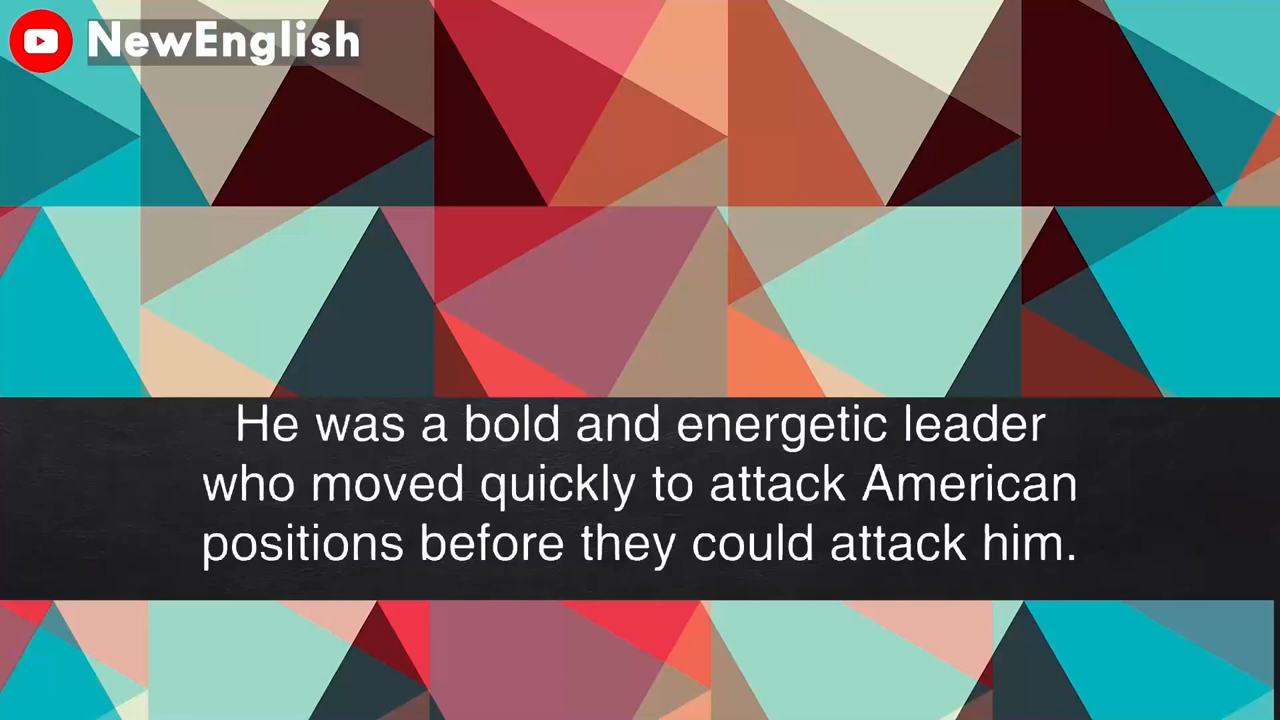 NewEnglish
He was a bold and energetic leader
who moved quickly to attack American
positions before they could attack him.